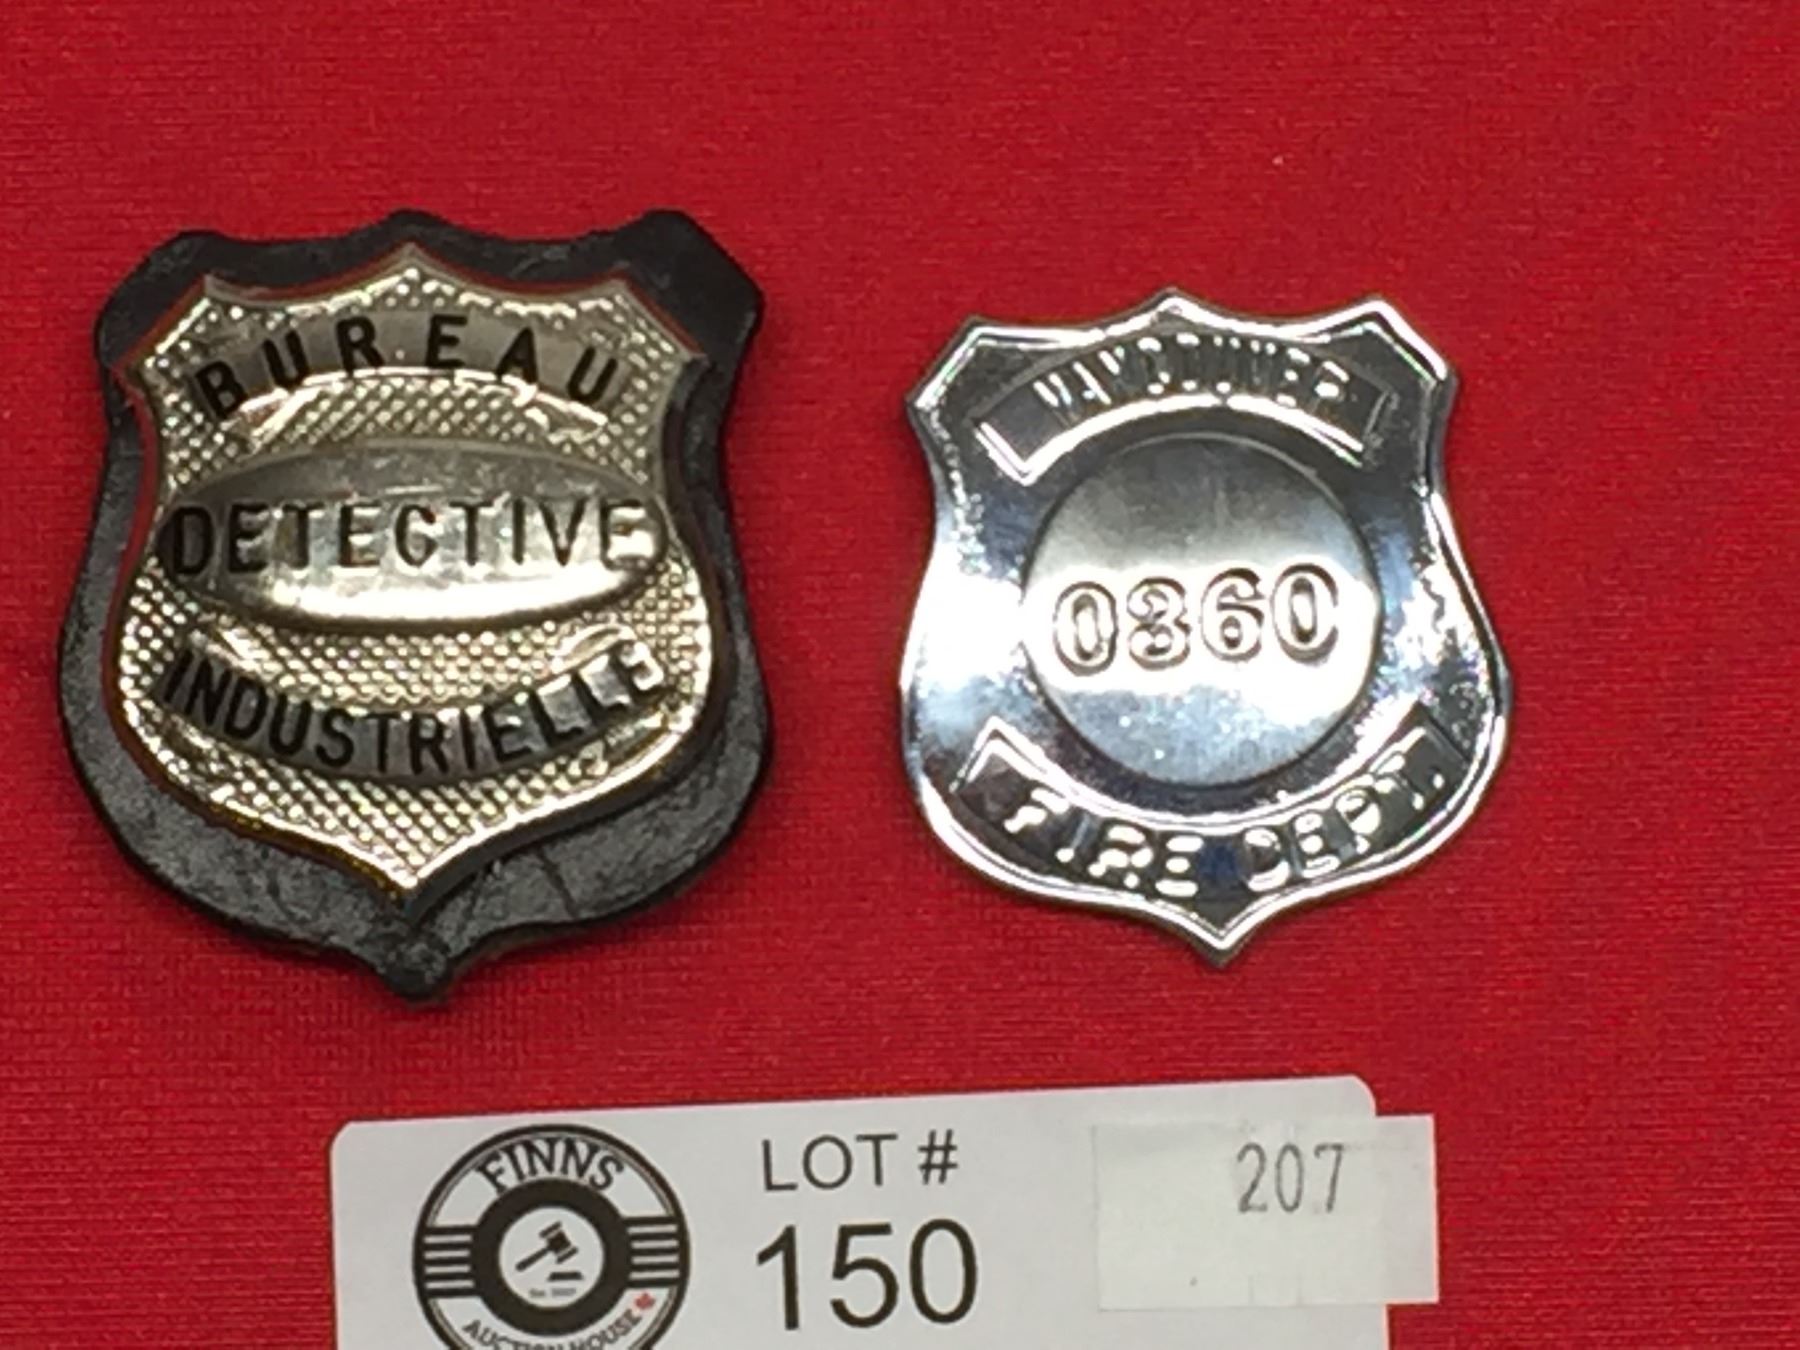 BUREAU
DETECTIVE
INDUSTRIELLE
VANCOUVER
0360
FIRE DEPT.
FINNS
AUCTION HOUSE
LOT #
150
207